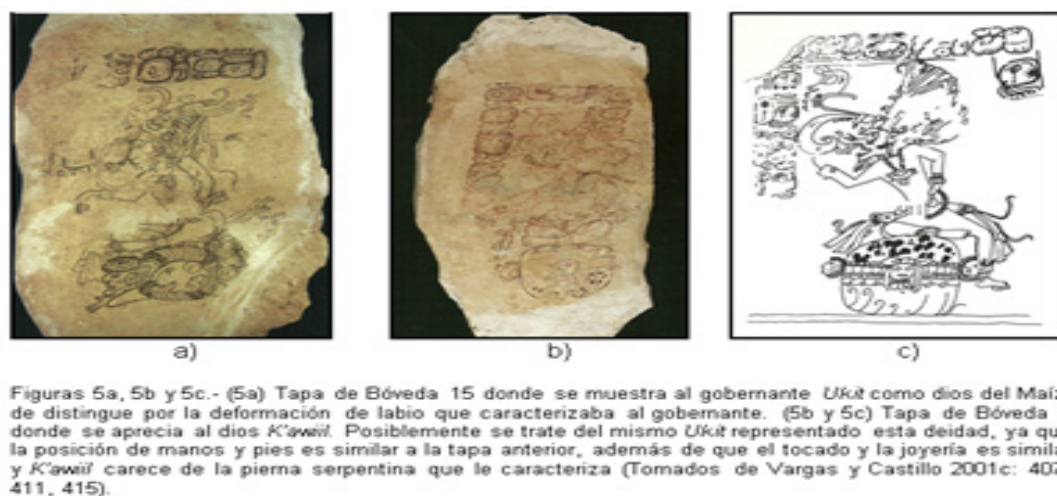 a)
b)
c)
Figuras 5a, 5b y 5c.- (5a) Tapa de Bóveda 15 donde se muestra al gobernante Ukit como dios del Maíz
de distingue por la deformación de labio que caracterizaba al gobernante. (5b y 5c) Tapa de Bóveda
donde se aprecia al dios K'awiil. Posiblemente se trate del mismo Ukit representado esta deidad, ya qu
la posición de manos y pies es similar a la tapa anterior, además de que el tocado y la joyería es simila
y K'awiil carece de la pierna serpentina que le caracteriza (Tomados de Vargas y Castillo 2001c: 407
411, 415).